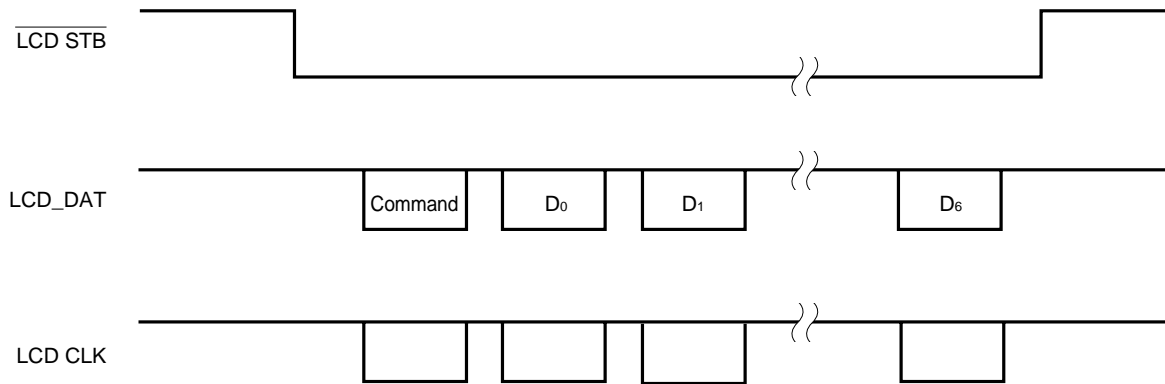 LCD STB
LCD_DAT
Command
D₀
D₁
D₆
LCD CLK